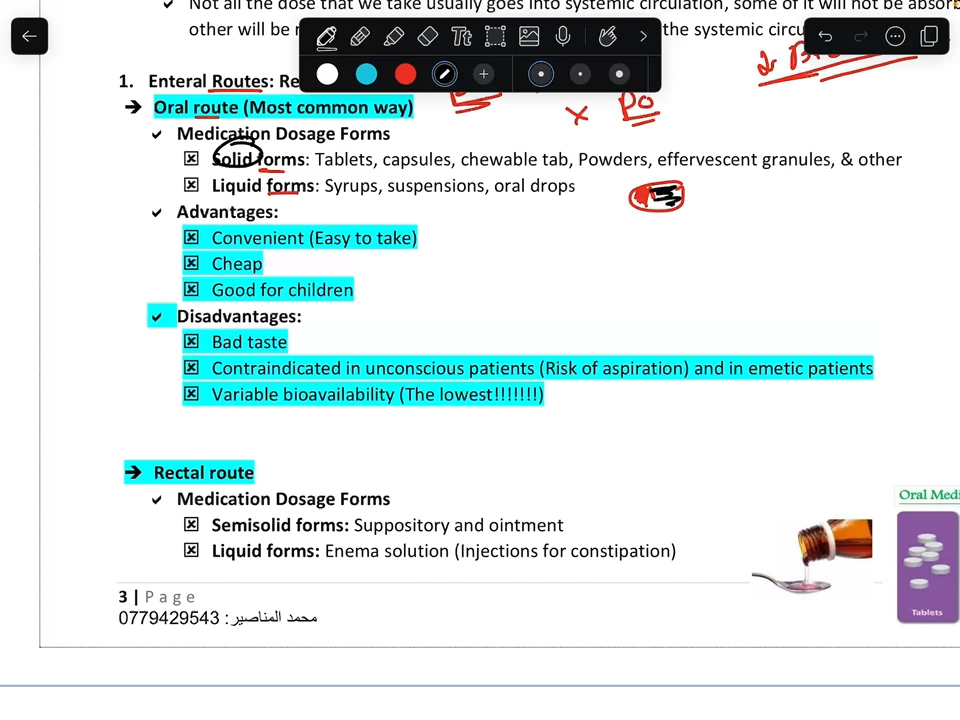 Not all the dose that we take usually goes into systemic circulation, some of it will not be absor
other will be the systemic circu
1. Enteral Routes: Re
➔ Oral route (Most common way)
Medication Dosage Forms
Solid forms: Tablets, capsules, chewable tab, Powders, effervescent granules, & other
Liquid forms: Syrups, suspensions, oral drops
PO
Advantages:
Convenient (Easy to take)
Cheap
Good for children
Disadvantages:
Bad taste
Contraindicated in unconscious patients (Risk of aspiration) and in emetic patients
Variable bioavailability (The lowest!!!!!!!)
➔ Rectal route
Medication Dosage Forms
Semisolid forms: Suppository and ointment
Liquid forms: Enema solution (Injections for constipation)
Oral Medi
Tablets
3 | Page
محمد المناصير: 0779429543